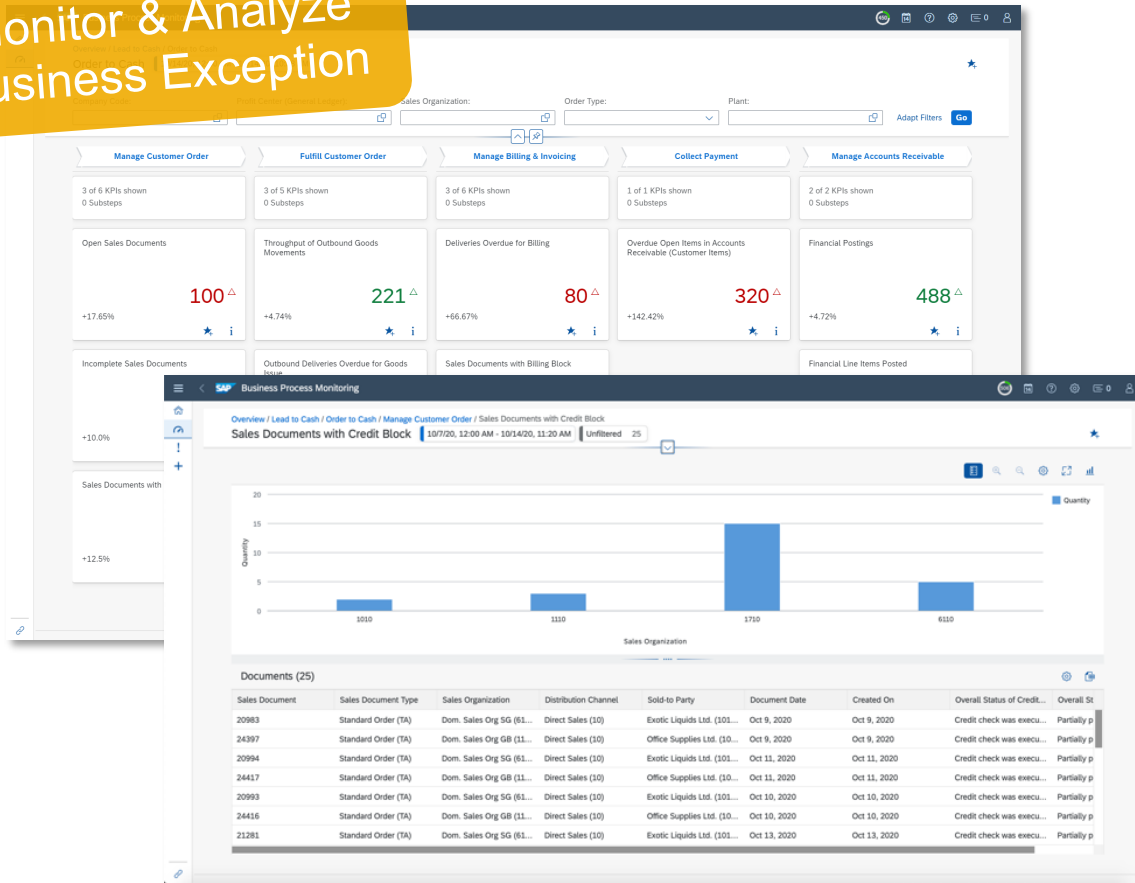 onitor & Analyze
usiness Exception
Sales Organization:
Order Type:
Plant:
Adapt Filters
Go
0
Manage Customer Order
Fulfill Customer Order
Manage Billing & Invoicing
Collect Payment
Manage Accounts Receivable
3 of 6 KPIs shown
0 Substeps
3 of 5 KPIs shown
0 Substeps
3 of 6 KPIs shown
0 Substeps
1 of 1 KPIs shown
0 Substeps
2 of 2 KPIs shown
0 Substeps
Open Sales Documents
100
+17.65%
Throughput of Outbound Goods
Movements
221
+4.74%
Deliveries Overdue for Billing
80
+66.67%
Overdue Open Items in Accounts
Receivable (Customer Items)
320
+142.42%
Financial Postings
488
+4.72%
Incomplete Sales Documents
+10.0%
Outbound Deliveries Overdue for Goods
Issue
Sales Documents with Billing Block
Financial Line Items Posted
Sales Documents with
+12.5%
SAP Business Process Monitoring
0
Overview / Lead to Cash / Order to Cash / Manage Customer Order / Sales Documents with Credit Block
Sales Documents with Credit Block 10/7/20, 12:00 AM - 10/14/20, 11:20 AM Unfiltered 25
20
15
10
5
0
Quantity
Quantity
1010 1110 1710 6110
Sales Organization
Documents (25)
Sales Document Sales Document Type Sales Organization Distribution Channel Sold-to Party Document Date Created On Overall Status of Credit... Overall St
20983 Standard Order (TA) Dom. Sales Org SG (61... Direct Sales (10) Exotic Liquids Ltd. (101... Oct 9, 2020 Oct 9, 2020 Credit check was execu... Partially p
24397 Standard Order (TA) Dom. Sales Org GB (11... Direct Sales (10) Office Supplies Ltd. (10... Oct 9, 2020 Oct 9, 2020 Credit check was execu... Partially p
20994 Standard Order (TA) Dom. Sales Org SG (61... Direct Sales (10) Exotic Liquids Ltd. (101... Oct 11, 2020 Oct 11, 2020 Credit check was execu... Partially p
24417 Standard Order (TA) Dom. Sales Org GB (11... Direct Sales (10) Office Supplies Ltd. (10... Oct 11, 2020 Oct 11, 2020 Credit check was execu... Partially p
20993 Standard Order (TA) Dom. Sales Org SG (61... Direct Sales (10) Exotic Liquids Ltd. (101... Oct 10, 2020 Oct 10, 2020 Credit check was execu... Partially p
24416 Standard Order (TA) Dom. Sales Org GB (11... Direct Sales (10) Office Supplies Ltd. (10... Oct 10, 2020 Oct 10, 2020 Credit check was execu... Partially p
21281 Standard Order (TA) Dom. Sales Org SG (61... Direct Sales (10) Exotic Liquids Ltd. (101... Oct 13, 2020 Oct 13, 2020 Credit check was execu... Partially p